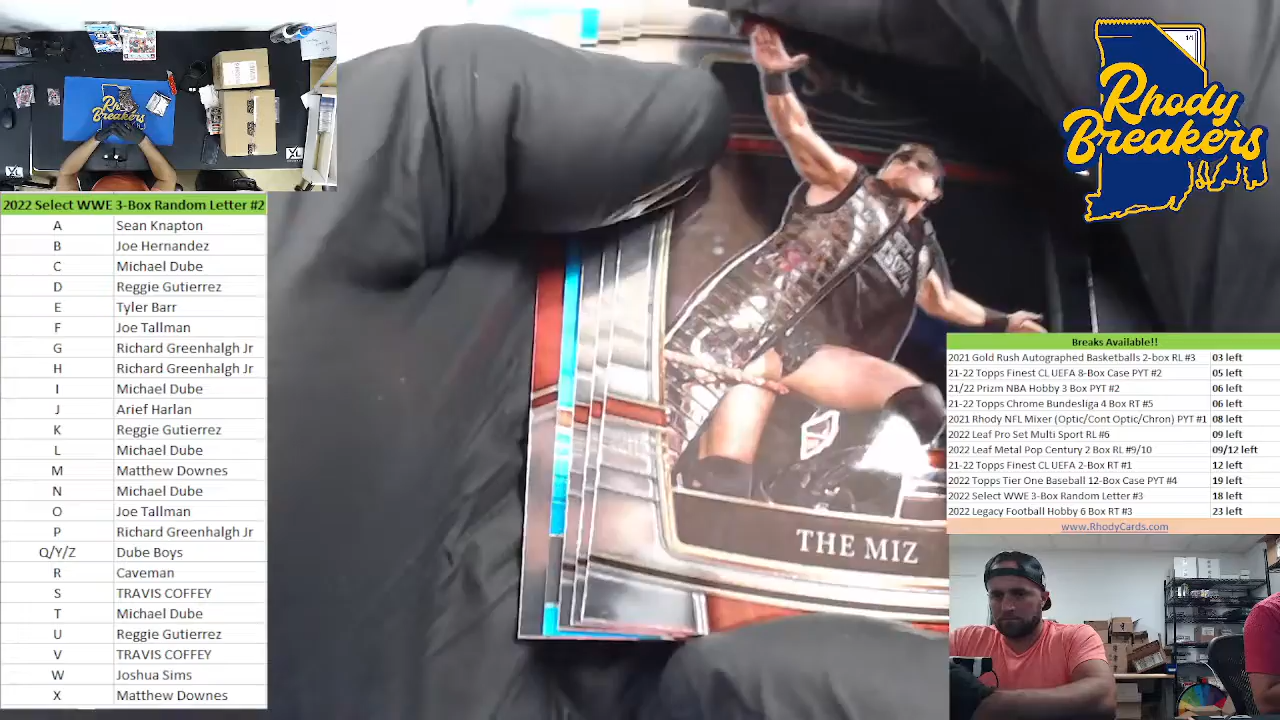 2022 Select WWE 3-Box Random Letter #2
A Sean Knapton
B Joe Hernandez
C Michael Dube
D Reggie Gutierrez
E Tyler Barr
F Joe Tallman
G Richard Greenhalgh Jr
H Richard Greenhalgh Jr
I Michael Dube
J Arief Harlan
K Reggie Gutierrez
L Michael Dube
M Matthew Downes
N Michael Dube
O Joe Tallman
P Richard Greenhalgh Jr
Q/Y/Z Dube Boys
R Caveman
S TRAVIS COFFEY
T Michael Dube
U Reggie Gutierrez
V TRAVIS COFFEY
W Joshua Sims
X Matthew Downes
THE MIZ
Rhody
Breakers
Breaks Available!!
2021 Gold Rush Autographed Basketballs 2-box RL #3 03 left
21-22 Topps Finest CL UEFA 8-Box Case PYT #2 05 left
21/22 Prizm NBA Hobby 3 Box PYT #2 06 left
21-22 Topps Chrome Bundesliga 4 Box RT #5 06 left
2021 Rhody NFL Mixer (Optic/Cont Optic/Chron) PYT #1 08 left
2022 Leaf Pro Set Multi Sport RL #6 09 left
2022 Leaf Metal Pop Century 2 Box RL #9/10 09/12 left
21-22 Topps Finest CL UEFA 2-Box RT #1 12 left
2022 Topps Tier One Baseball 12-Box Case PYT #4 19 left
2022 Select WWE 3-Box Random Letter #3 18 left
2022 Legacy Football Hobby 6 Box RT #3 23 left
www.RhodyCards.com